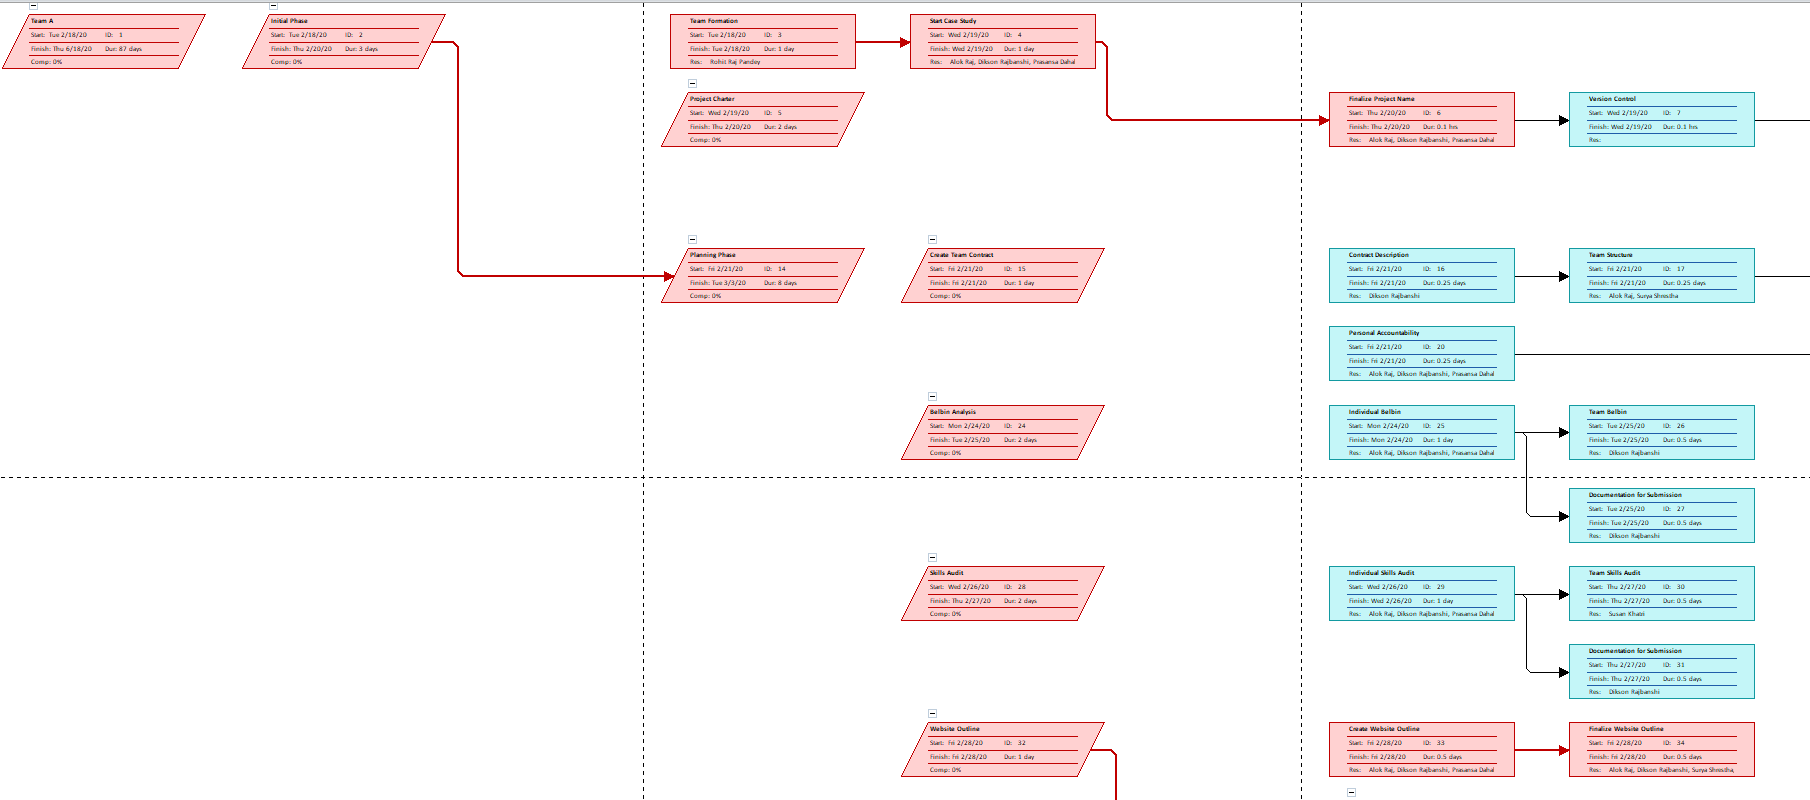 Team A
Start: Tue 2/18/20 ID: 1
Finish: Thu 6/18/20 Dur: 87 days
Comp: 0%
Initial Phase
Start: Tue 2/18/20 ID: 2
Finish: Thu 2/20/20 Dur: 3 days
Comp: 0%
Team Formation
Start: Tue 2/18/20 ID: 3
Finish: Tue 2/18/20 Dur: 1 day
Res: Rohit Raj Pandey
Start Case Study
Start: Wed 2/19/20 ID: 4
Finish: Wed 2/19/20 Dur: 1 day
Res: Alok Raj, Dikson Rajbanshi, Prasansa Dahal
Project Charter
Start: Wed 2/19/20 ID: 5
Finish: Thu 2/20/20 Dur: 2 days
Comp: 0%
Finalize Project Name
Start: Thu 2/20/20 ID: 6
Finish: Thu 2/20/20 Dur: 0.1 hrs
Res: Alok Raj, Dikson Rajbanshi, Prasansa Dahal
Version Control
Start: Wed 2/19/20 ID: 7
Finish: Wed 2/19/20 Dur: 0.1 hrs
Res:
Planning Phase
Start: Fri 2/21/20 ID: 14
Finish: Tue 3/3/20 Dur: 8 days
Comp: 0%
Create Team Contract
Start: Fri 2/21/20 ID: 15
Finish: Fri 2/21/20 Dur: 1 day
Comp: 0%
Contract Description
Start: Fri 2/21/20 ID: 16
Finish: Fri 2/21/20 Dur: 0.25 days
Res: Dikson Rajbanshi
Team Structure
Start: Fri 2/21/20 ID: 17
Finish: Fri 2/21/20 Dur: 0.25 days
Res: Alok Raj, Surya Shrestha
Personal Accountability
Start: Fri 2/21/20 ID: 20
Finish: Fri 2/21/20 Dur: 0.25 days
Res: Alok Raj, Dikson Rajbanshi, Prasansa Dahal
Belbin Analysis
Start: Mon 2/24/20 ID: 24
Finish: Tue 2/25/20 Dur: 2 days
Comp: 0%
Individual Belbin
Start: Mon 2/24/20 ID: 25
Finish: Mon 2/24/20 Dur: 1 day
Res: Alok Raj, Dikson Rajbanshi, Prasansa Dahal
Team Belbin
Start: Tue 2/25/20 ID: 26
Finish: Tue 2/25/20 Dur: 0.5 days
Res: Dikson Rajbanshi
Documentation for Submission
Start: Tue 2/25/20 ID: 27
Finish: Tue 2/25/20 Dur: 0.5 days
Res: Dikson Rajbanshi
Skills Audit
Start: Wed 2/26/20 ID: 28
Finish: Thu 2/27/20 Dur: 2 days
Comp: 0%
Individual Skills Audit
Start: Wed 2/26/20 ID: 29
Finish: Wed 2/26/20 Dur: 1 day
Res: Alok Raj, Dikson Rajbanshi, Prasansa Dahal
Team Skills Audit
Start: Thu 2/27/20 ID: 30
Finish: Thu 2/27/20 Dur: 0.5 days
Res: Susan Khatri
Documentation for Submission
Start: Thu 2/27/20 ID: 31
Finish: Thu 2/27/20 Dur: 0.5 days
Res: Dikson Rajbanshi
Website Outline
Start: Fri 2/28/20 ID: 32
Finish: Fri 2/28/20 Dur: 1 day
Comp: 0%
Create Website Outline
Start: Fri 2/28/20 ID: 33
Finish: Fri 2/28/20 Dur: 0.5 days
Res: Alok Raj, Dikson Rajbanshi, Prasansa Dahal
Finalize Website Outline
Start: Fri 2/28/20 ID: 34
Finish: Fri 2/28/20 Dur: 0.5 days
Res: Alok Raj, Dikson Rajbanshi, Surya Shrestha,